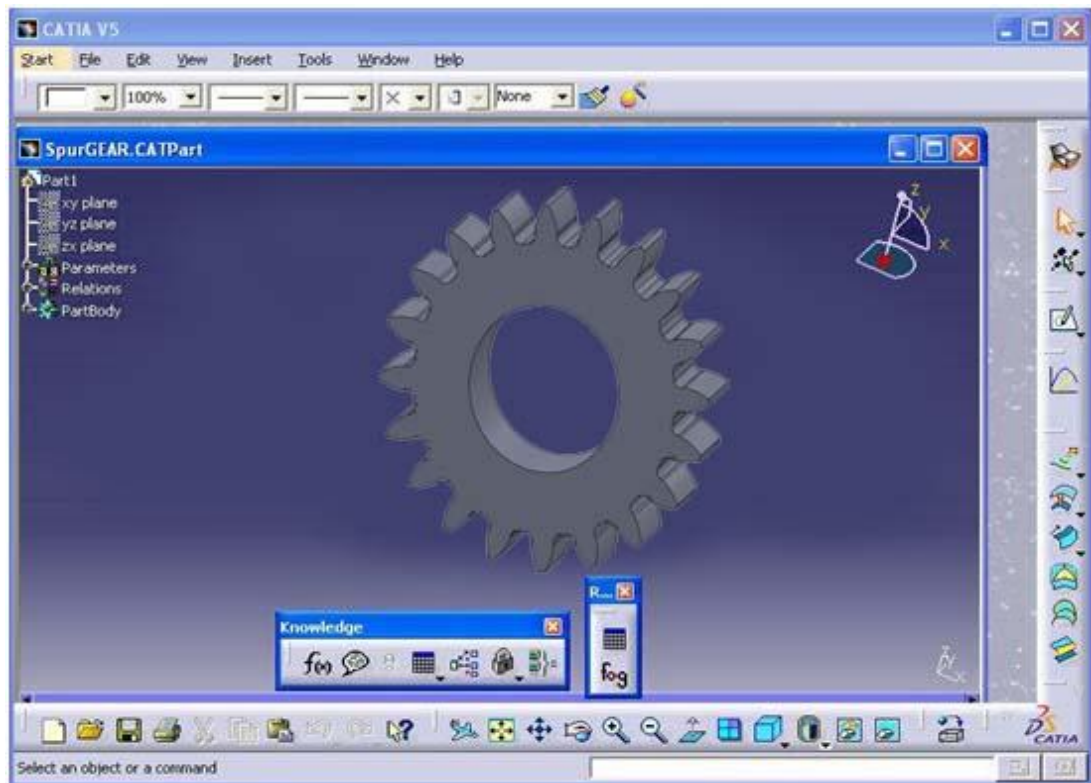 CATIA V5
Start File Edit View Insert Tools Window Help
100% None
SpurGEAR.CATPart
Part1
xy plane
yz plane
zx plane
Parameters
Relations
PartBody
z
y
x
R...
Knowledge
f(x)
fog
CATIA
Select an object or a command